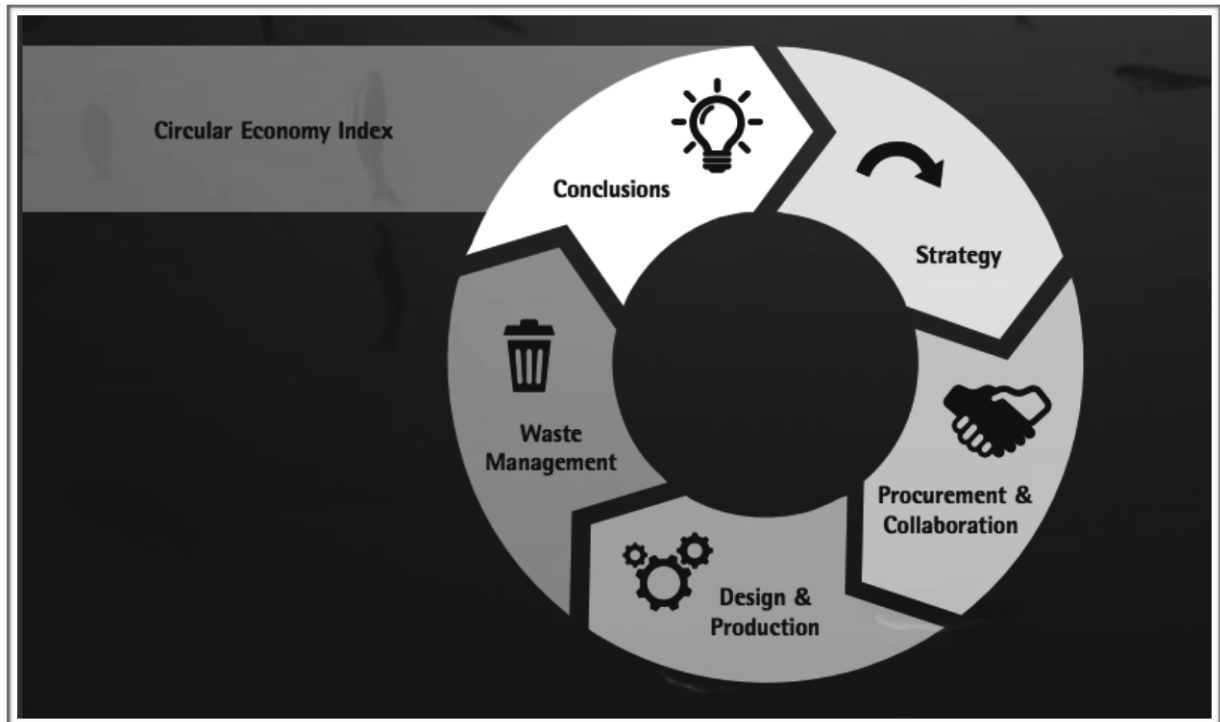 Circular Economy Index
Conclusions
Strategy
Procurement &
Collaboration
Design &
Production
Waste
Management